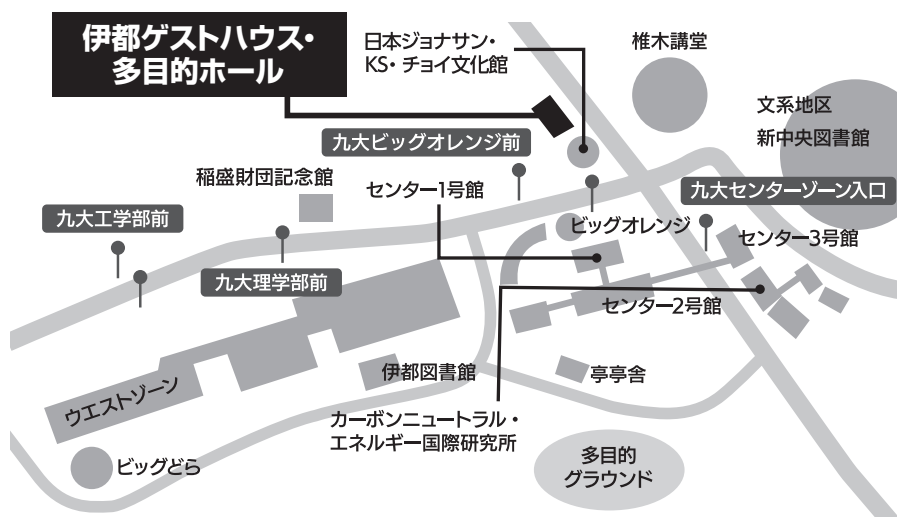 伊都ゲストハウス・
多目的ホール
日本ジョナサン・
KS・チョイ文化館
椎木講堂
文系地区
新中央図書館
九大ビッグオレンジ前
稲盛財団記念館
センター1号館
九大センターゾーン入口
九大工学部前
ビッグオレンジ
センター3号館
九大理学部前
センター2号館
伊都図書館
亭亭舎
ウエストゾーン
カーボンニュートラル・
エネルギー国際研究所
ビッグどら
多目的
グラウンド